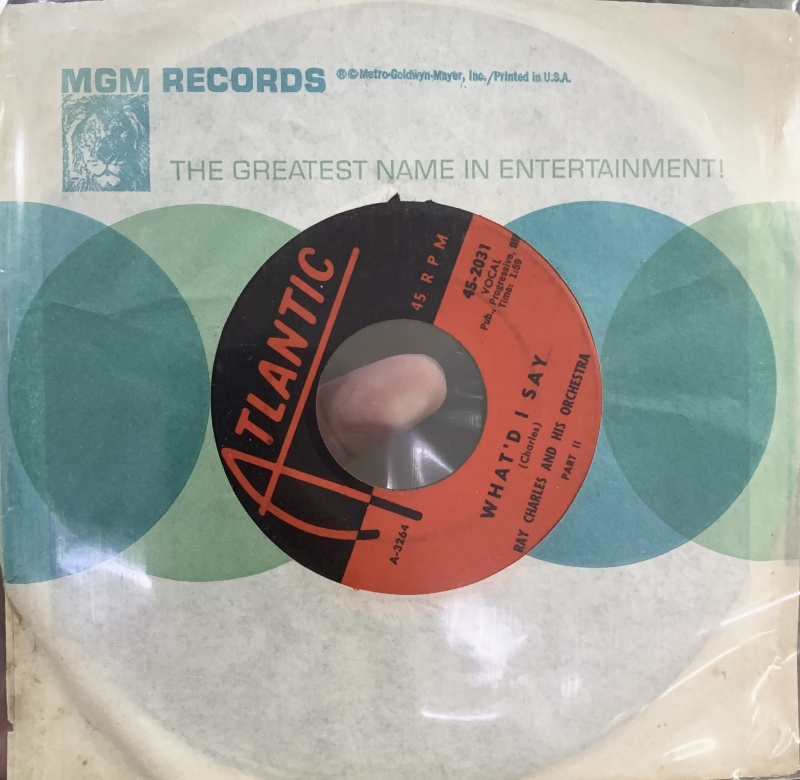 MGM RECORDS ®©Metro-Goldwyn-Mayer, Inc./Printed in U.S.A.
THE GREATEST NAME IN ENTERTAINMENT!
ATLANTIC
45 RPM
45-2031
VOCAL
Pub., Progressive,
Time: 1:59
WHAT'D I SAY
(Charles)
RAY CHARLES AND HIS ORCHESTRA
PART II
A-3264